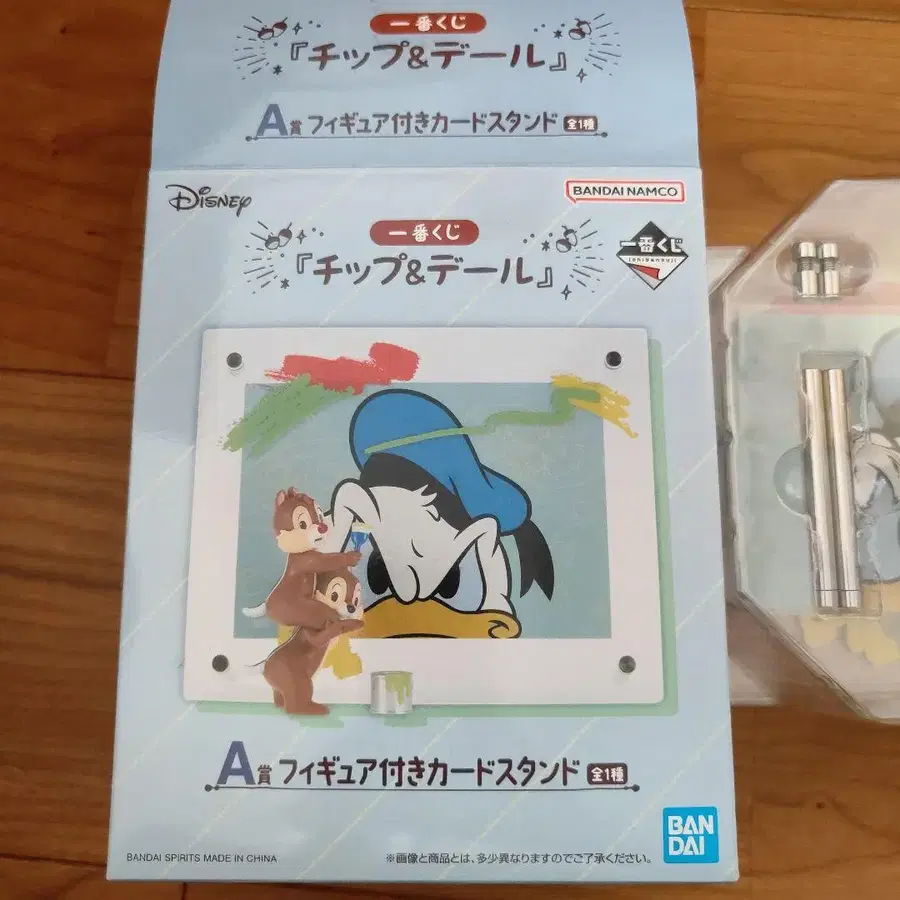 一番くじ
『チップ&デール』
A賞 フィギュア付きカードスタンド 全1種
Disney
BANDAI NAMCO
一番くじ
『チップ&デール』
一番くじ
A賞 フィギュア付きカードスタンド 全1種
BAN
DAI
BANDAI SPIRITS MADE IN CHINA
※画像と商品とは、多少異なりますのでご了承ください。